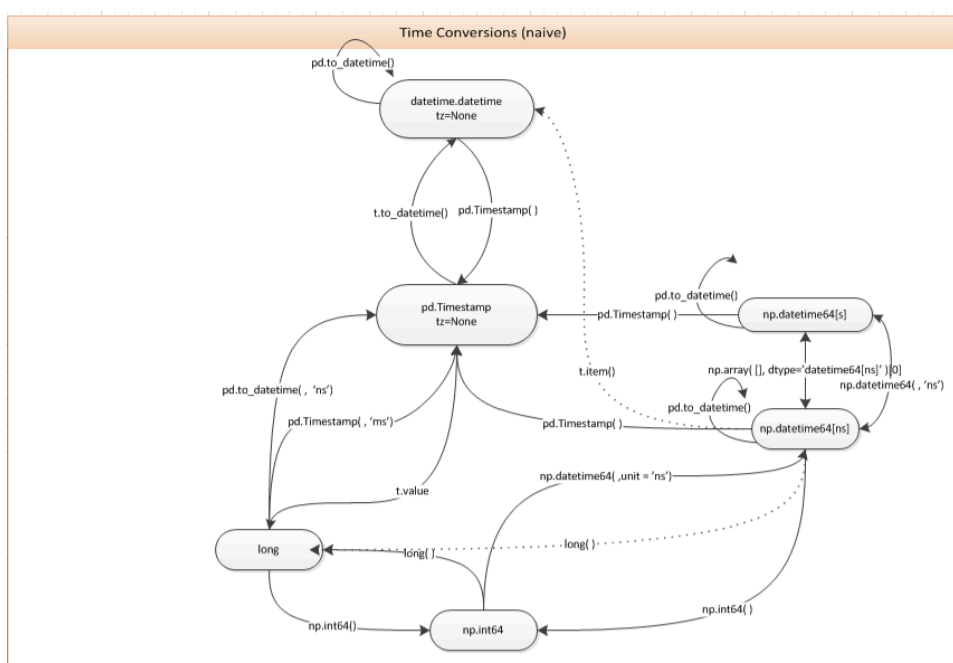 Time Conversions (naive)
pd.to_datetime()
datetime.datetime
tz=None
t.to_datetime()
pd.Timestamp( )
pd.Timestamp
tz=None
pd.to_datetime()
pd.Timestamp( )
np.datetime64[s]
np.array( [], dtype='datetime64[ns]' )[0]
t.item()
np.datetime64( , 'ns')
pd.to_datetime( , 'ns')
pd.to_datetime()
pd.Timestamp( , 'ms')
pd.Timestamp( )
np.datetime64[ns]
np.datetime64( ,unit = 'ns')
t.value
long
long( )
long( )
np.int64( )
np.int64()
np.int64